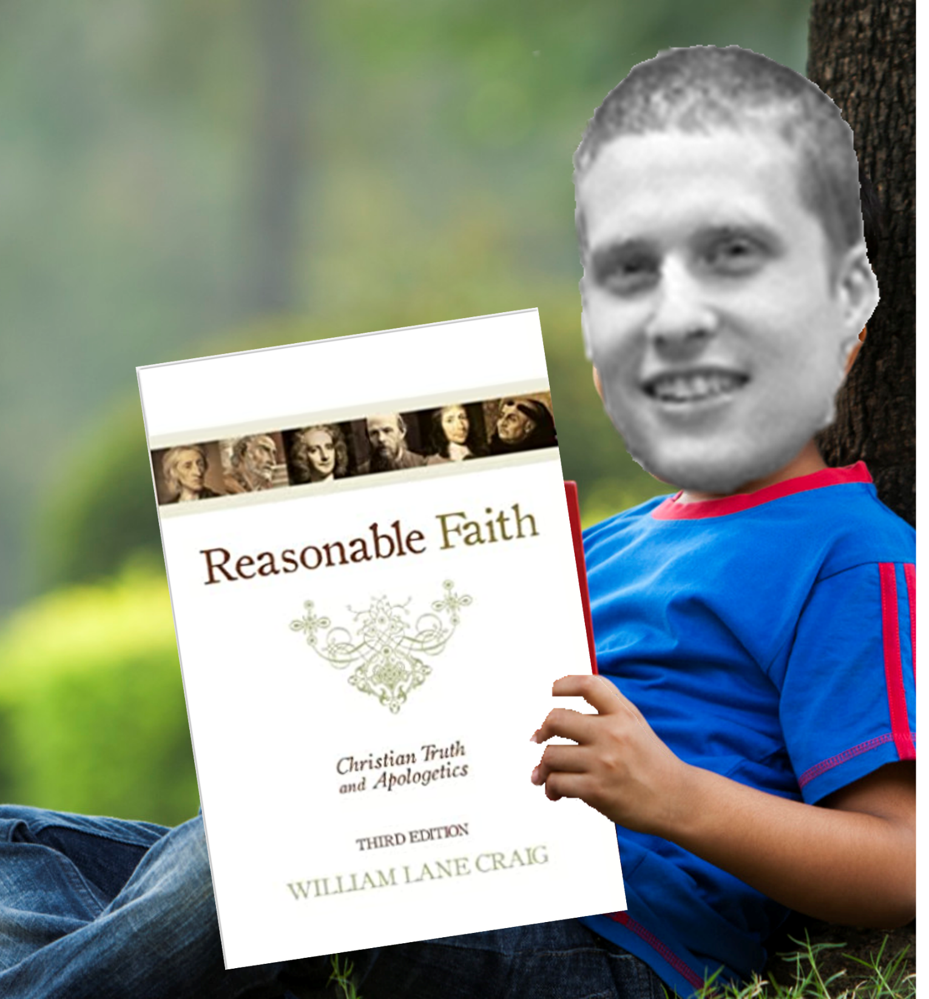 Reasonable Faith
Christian Truth
and Apologetics
THIRD EDITION
WILLIAM LANE CRAIG